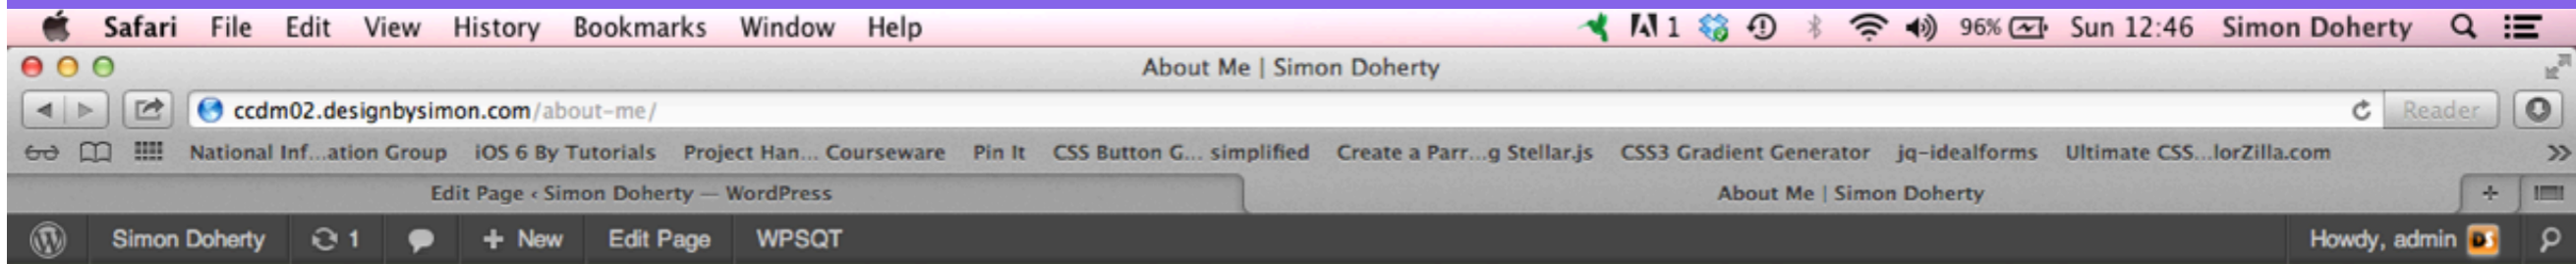 Safari File Edit View History Bookmarks Window Help 1 96% Sun 12:46 Simon Doherty
About Me | Simon Doherty
ccdm02.designbysimon.com/about-me/ Reader
National Inf...ation Group iOS 6 By Tutorials Project Han... Courseware Pin It CSS Button G... simplified Create a Parr...g Stellar.js CSS3 Gradient Generator jq-idealforms Ultimate CSS...lorZilla.com
Edit Page ‹ Simon Doherty — WordPress About Me | Simon Doherty
Simon Doherty 1 + New Edit Page WPSQT Howdy, admin DS